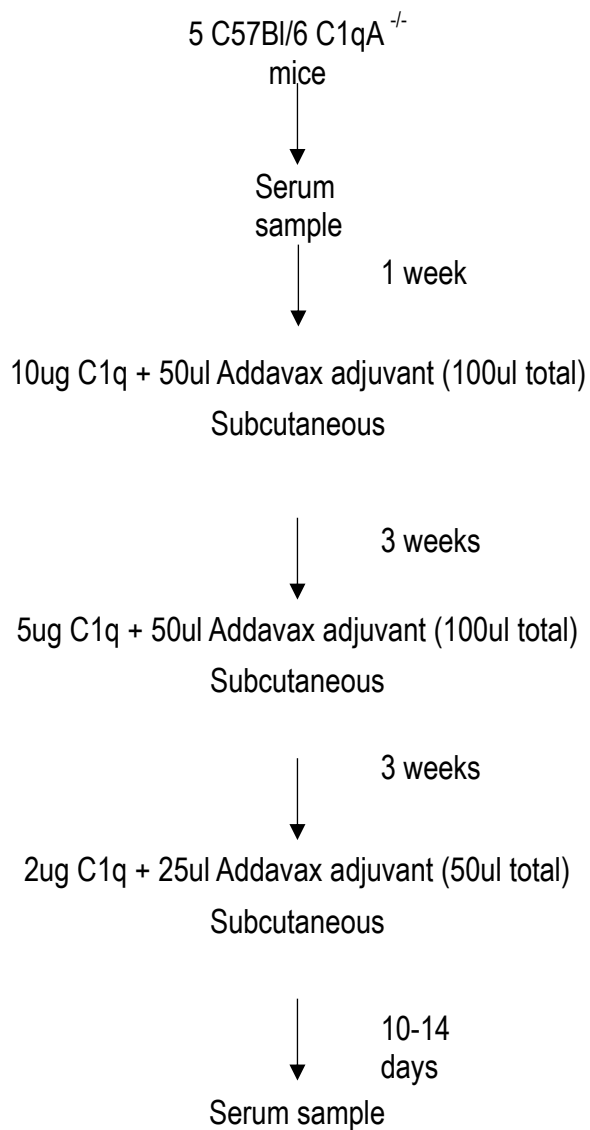 5 C57Bl/6 C1qA -/-
mice
Serum
sample
1 week
10ug C1q + 50ul Addavax adjuvant (100ul total)
Subcutaneous
3 weeks
5ug C1q + 50ul Addavax adjuvant (100ul total)
Subcutaneous
3 weeks
2ug C1q + 25ul Addavax adjuvant (50ul total)
Subcutaneous
10-14
days
Serum sample